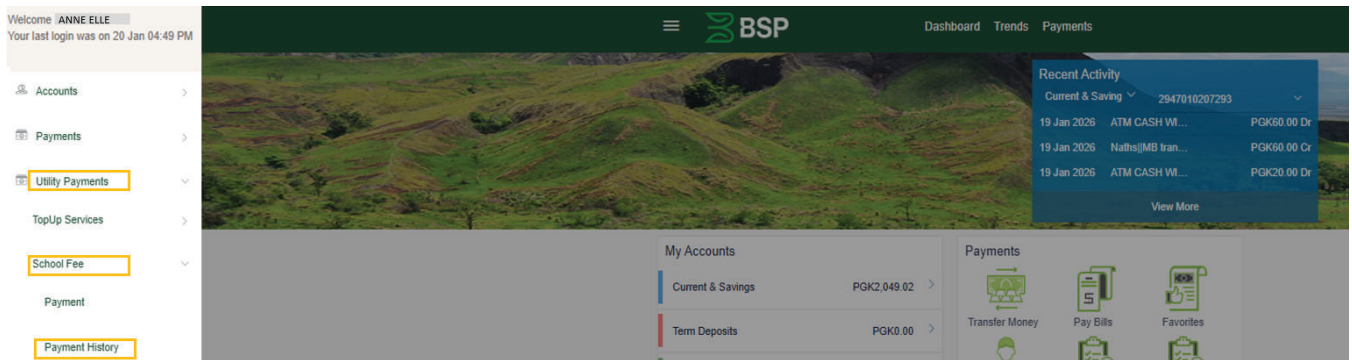 Welcome ANNE ELLE
Your last login was on 20 Jan 04:49 PM
Accounts
Payments
Utility Payments
TopUp Services
School Fee
Payment
Payment History
BSP
Dashboard Trends Payments
Recent Activity
Current & Saving 2947010207293
19 Jan 2026 ATM CASH WI... PGK60.00 Dr
19 Jan 2026 Naths||MB tran... PGK60.00 Cr
19 Jan 2026 ATM CASH WI... PGK20.00 Dr
View More
My Accounts
Current & Savings PGK2,049.02
Term Deposits PGK0.00
Payments
Transfer Money Pay Bills Favorites